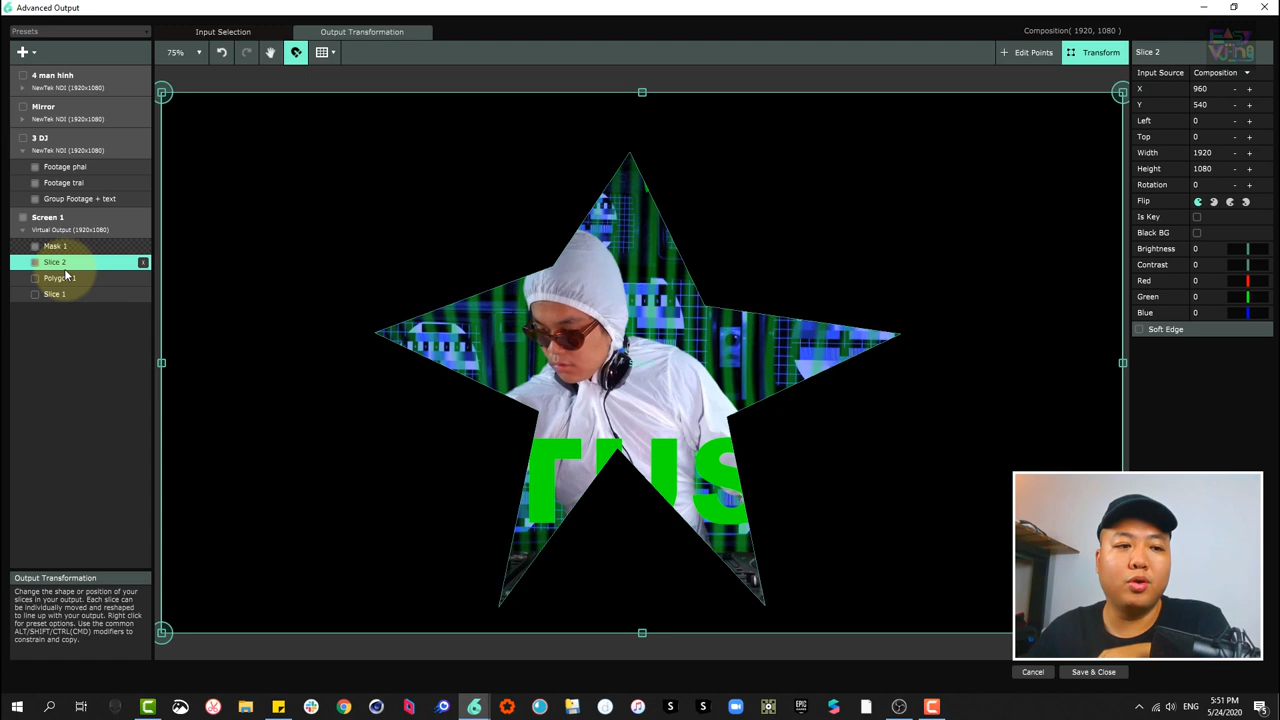 Advanced Output
Presets
Input Selection
Output Transformation
Composition( 1920, 1080 )
EASY
75%
Edit Points
Transform
Slice 2
4 man hinh
NewTek NDI (1920x1080)
Mirror
NewTek NDI (1920x1080)
3 DJ
NewTek NDI (1920x1080)
Footage phai
Footage trai
Group Footage + text
Screen 1
Virtual Output (1920x1080)
Mask 1
Slice 2
X
Slice 1
Input Source Composition
X 960 - +
Y 540 - +
Left 0 - +
Top 0 - +
Width 1920 - +
Height 1080 - +
Rotation 0 - +
Flip
Is Key
Black BG
Brightness 0
Contrast 0
Red 0
Green 0
Blue 0
Soft Edge
Output Transformation
Change the shape or position of your
slices in your output. Each slice can
be individually moved and reshaped
to line up with your output. Right click
for preset options. Use the common
ALT/SHIFT/CTRL(CMD) modifiers to
constrain and copy.
Cancel
Save & Close
5:51 PM
5/24/2020